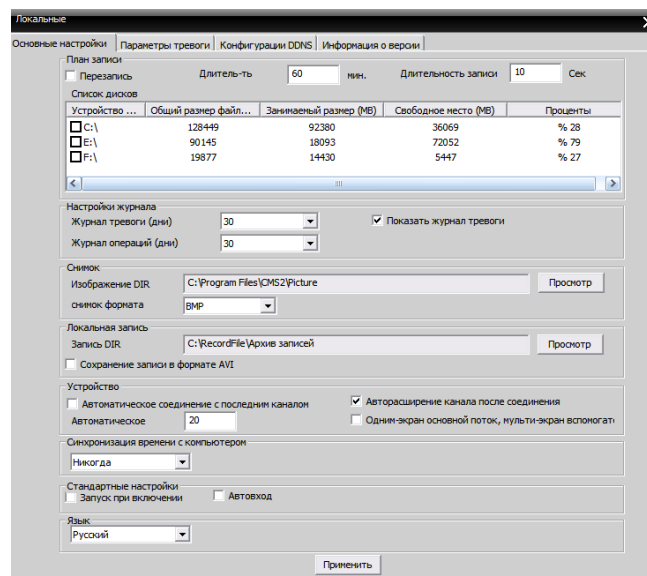 Локальные
Основные настройки Параметры тревоги Конфигурации DDNS Информация о версии
План записи
Перезапись Длитель-ть 60 мин. Длительность записи 10 Сек
Список дисков
Устройство ... Общий размер файл... Занимаемый размер (MB) Свободное место (MB) Проценты
C:\ 128449 92380 36069 % 28
E:\ 90145 18093 72052 % 79
F:\ 19877 14430 5447 % 27
Настройки журнала
Журнал тревоги (дни) 30 Показать журнал тревоги
Журнал операций (дни) 30
Снимок
Изображение DIR C:\Program Files\CMS2\Picture Просмотр
снимок формата BMP
Локальная запись
Запись DIR C:\RecordFile\Архив записей Просмотр
Сохранение записи в формате AVI
Устройство
Автоматическое соединение с последним каналом Авторасширение канала после соединения
Автоматическое 20 Одним-экран основной поток, мульти-экран вспомогат
Синхронизация времени с компьютером
Никогда
Стандартные настройки
Запуск при включении Автовход
Язык
Русский
Применить